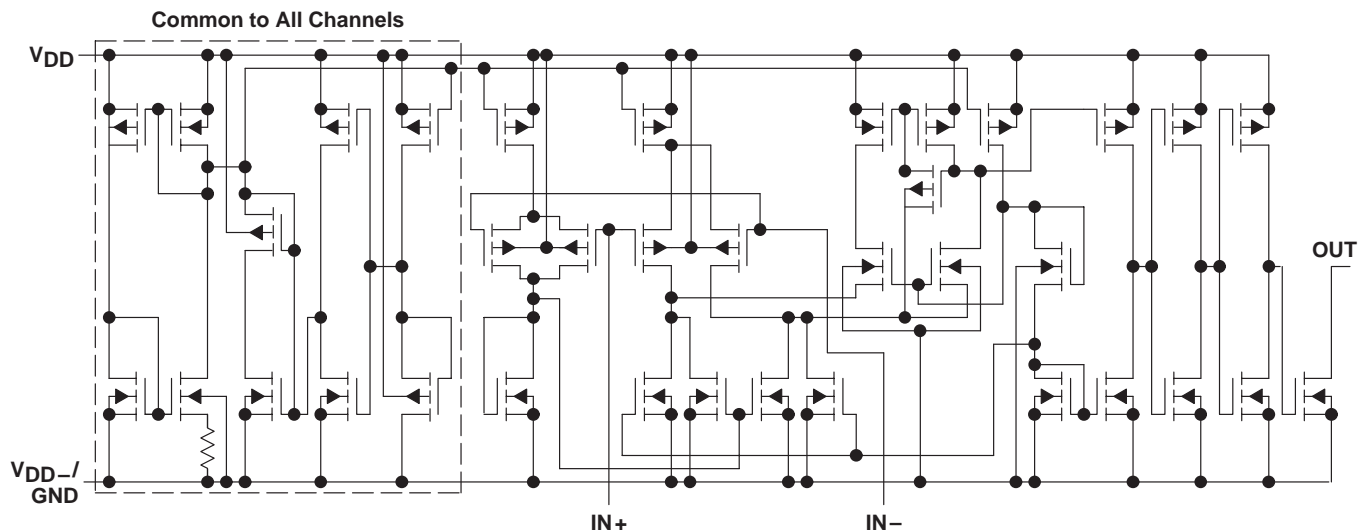 Common to All Channels
VDD
OUT
VDD−/
GND
IN+
IN−